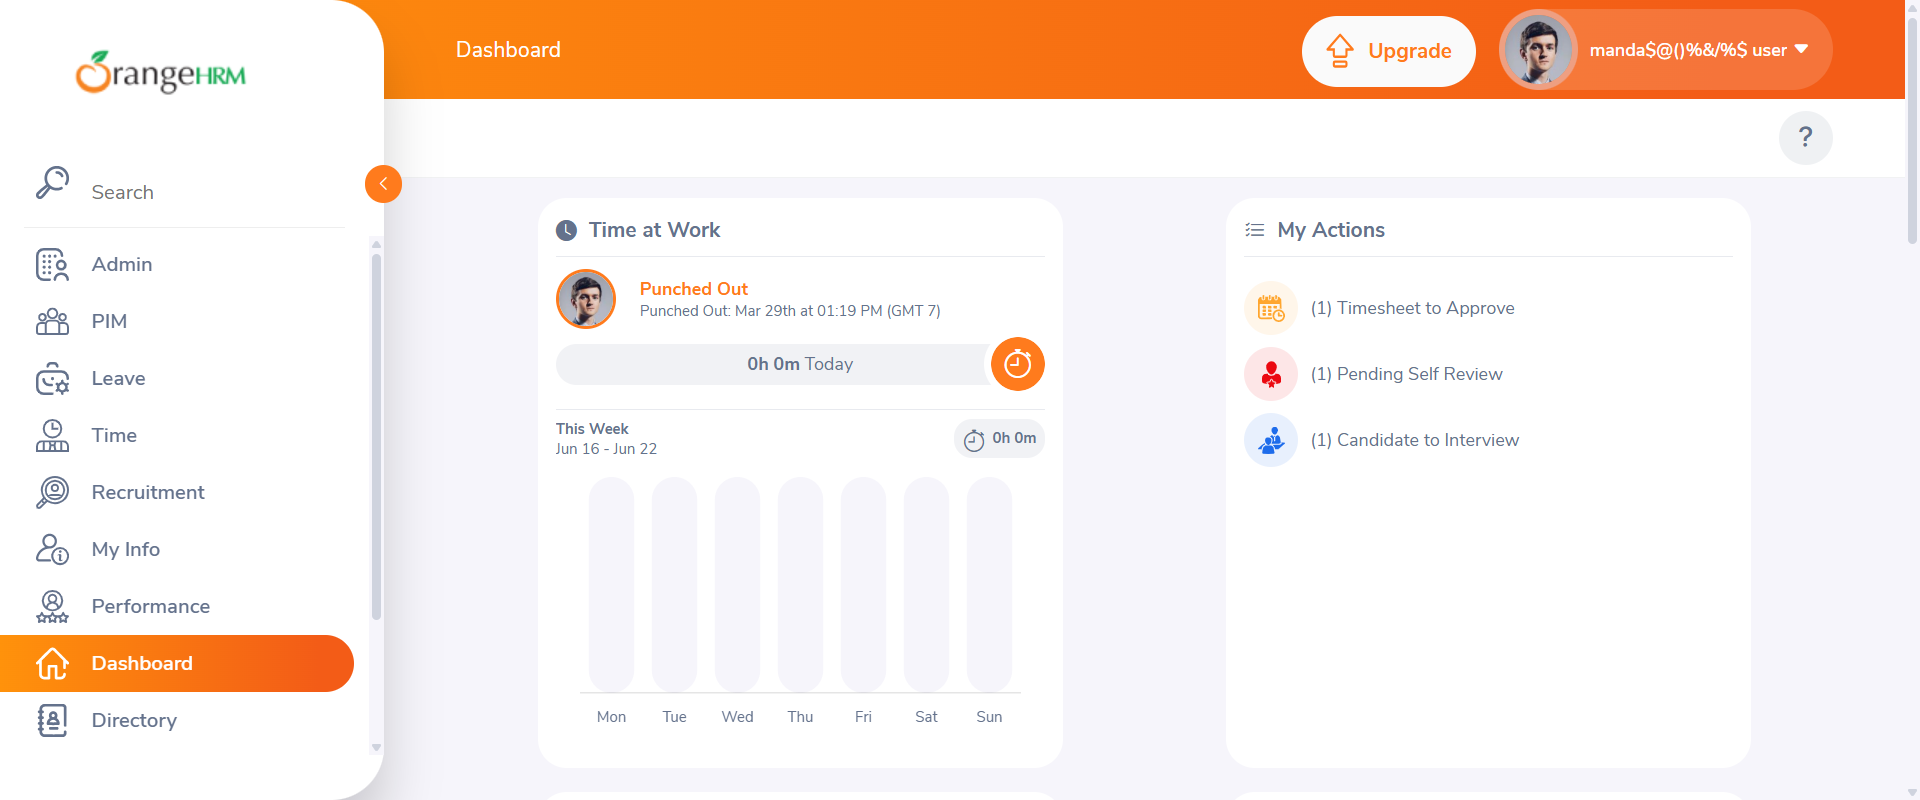 OrangeHRM
Search
Admin
PIM
Leave
Time
Recruitment
My Info
Performance
Dashboard
Directory
Dashboard
Upgrade
manda$@()%&/%$ user
?
Time at Work
Punched Out
Punched Out: Mar 29th at 01:19 PM (GMT 7)
0h 0m Today
This Week
Jun 16 - Jun 22
0h 0m
Mon Tue Wed Thu Fri Sat Sun
My Actions
(1) Timesheet to Approve
(1) Pending Self Review
(1) Candidate to Interview